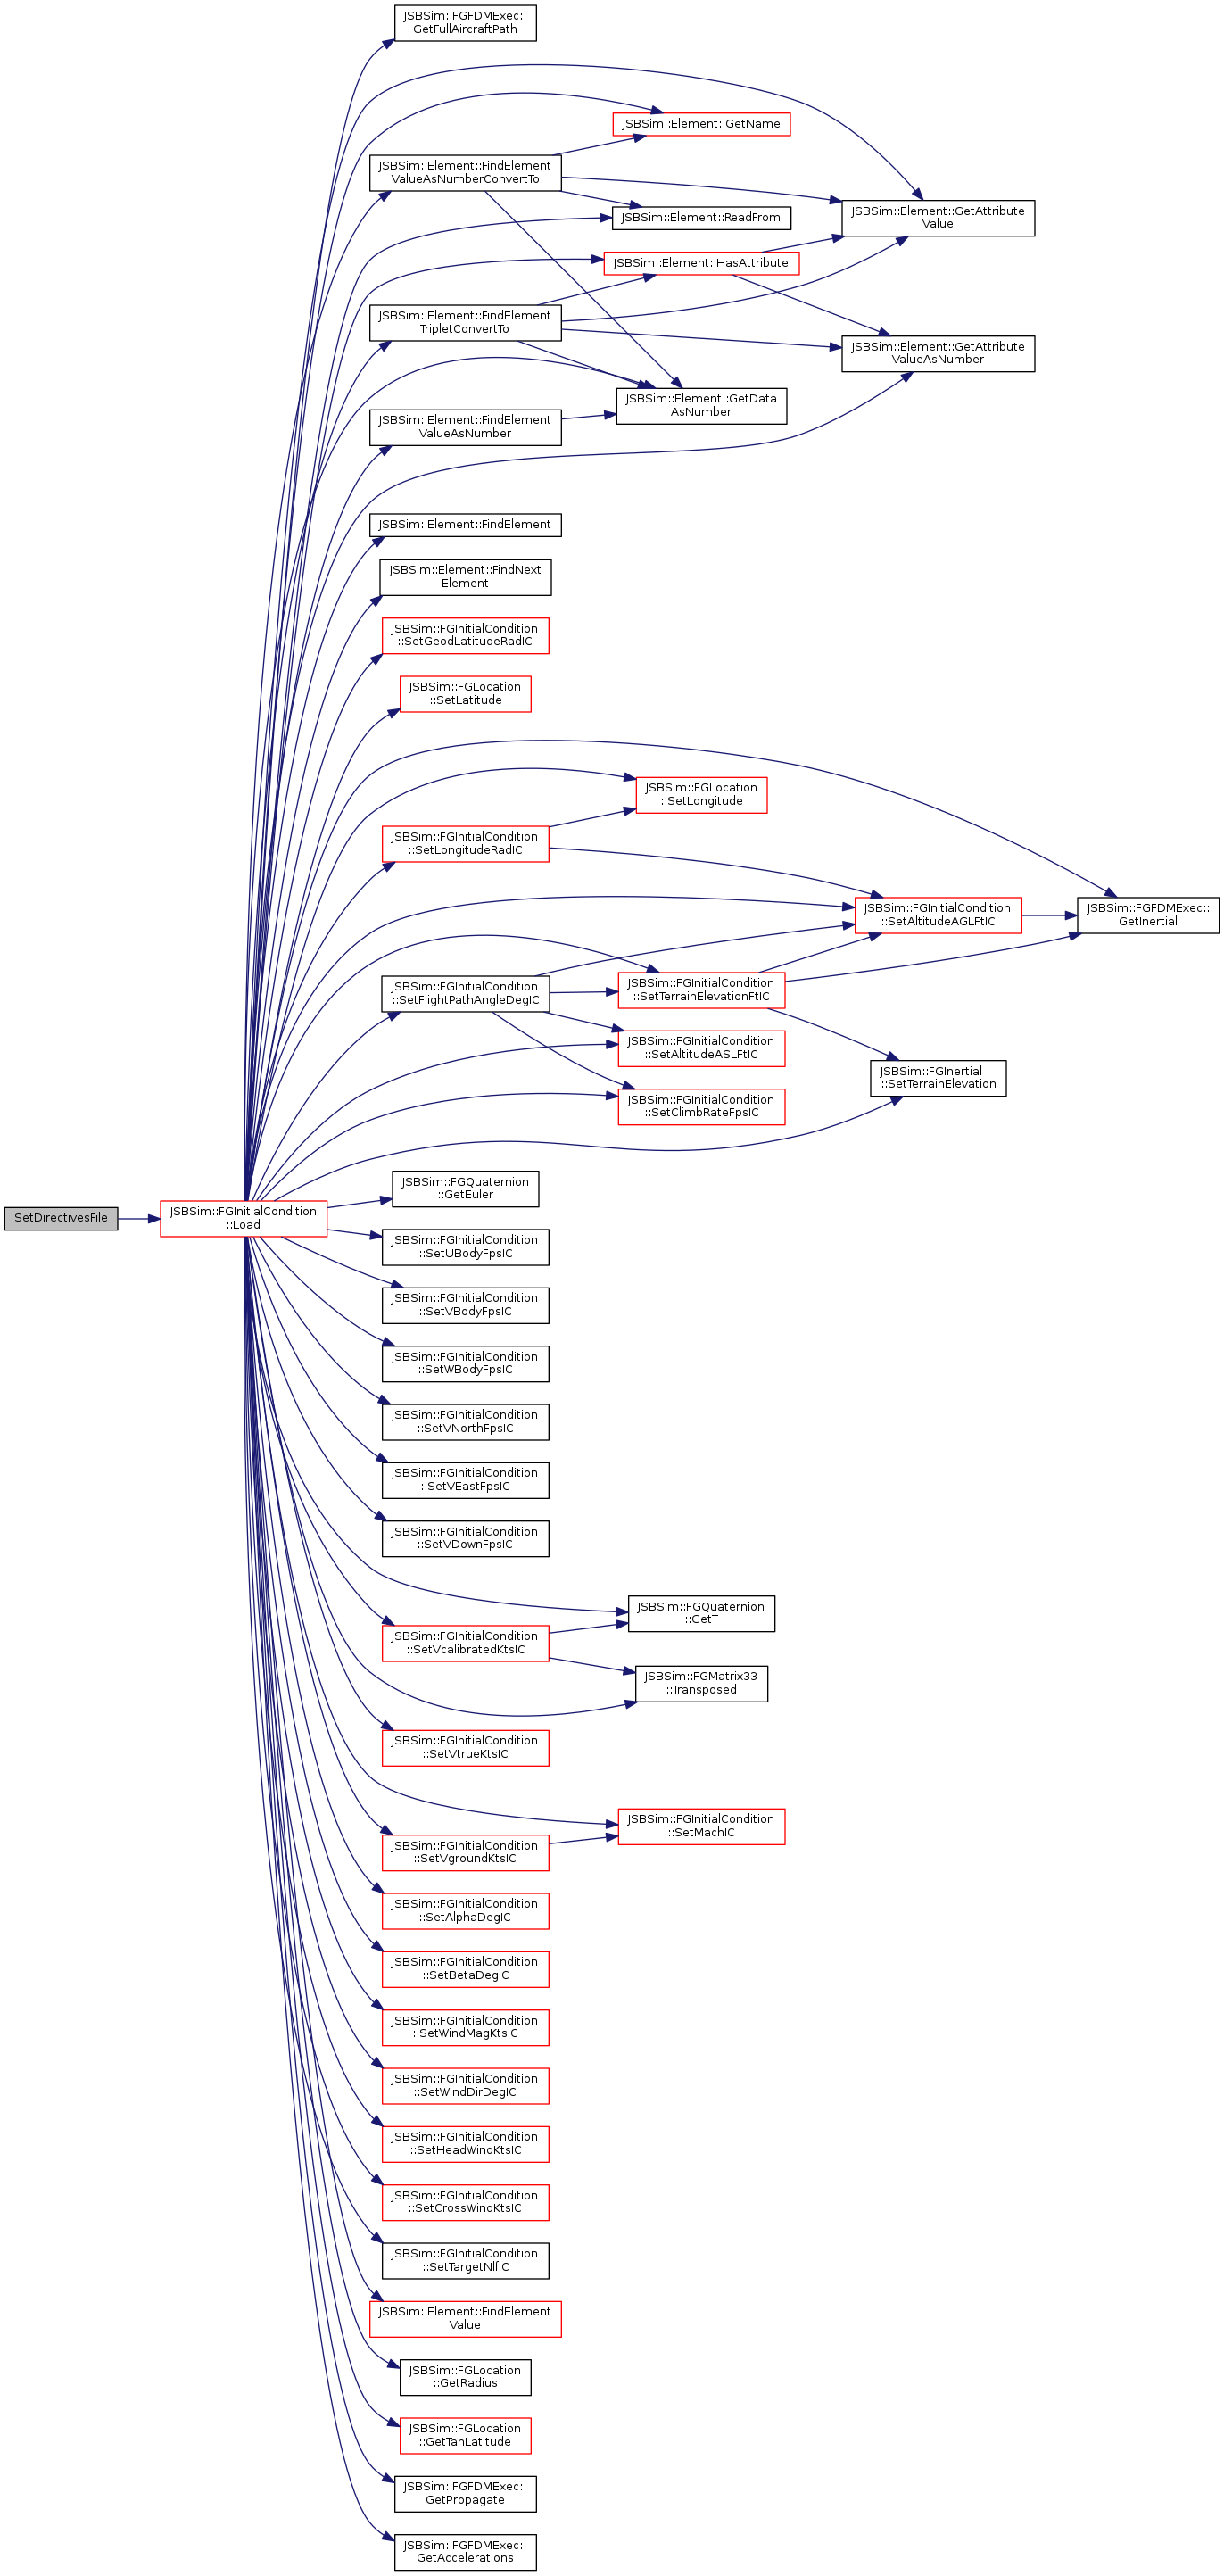 JSBSim::FGFDMExec::
GetFullAircraftPath
JSBSim::Element::GetName
JSBSim::Element::FindElement
ValueAsNumberConvertTo
JSBSim::Element::ReadFrom
JSBSim::Element::GetAttribute
Value
JSBSim::Element::HasAttribute
JSBSim::Element::FindElement
TripletConvertTo
JSBSim::Element::GetAttribute
ValueAsNumber
JSBSim::Element::GetData
AsNumber
JSBSim::Element::FindElement
ValueAsNumber
JSBSim::Element::FindElement
JSBSim::Element::FindNext
Element
JSBSim::FGInitialCondition
::SetGeodLatitudeRadIC
JSBSim::FGLocation
::SetLatitude
JSBSim::FGLocation
::SetLongitude
JSBSim::FGInitialCondition
::SetLongitudeRadIC
JSBSim::FGInitialCondition
::SetAltitudeAGLFtIC
JSBSim::FGFDMExec::
GetInertial
JSBSim::FGInitialCondition
::SetFlightPathAngleDegIC
JSBSim::FGInitialCondition
::SetTerrainElevationFtIC
JSBSim::FGInitialCondition
::SetAltitudeASLFtIC
JSBSim::FGInertial
::SetTerrainElevation
JSBSim::FGInitialCondition
::SetClimbRateFpsIC
SetDirectivesFile
JSBSim::FGInitialCondition
::Load
JSBSim::FGQuaternion
::GetEuler
JSBSim::FGInitialCondition
::SetUBodyFpsIC
JSBSim::FGInitialCondition
::SetVBodyFpsIC
JSBSim::FGInitialCondition
::SetWBodyFpsIC
JSBSim::FGInitialCondition
::SetVNorthFpsIC
JSBSim::FGInitialCondition
::SetVEastFpsIC
JSBSim::FGInitialCondition
::SetVDownFpsIC
JSBSim::FGQuaternion
::GetT
JSBSim::FGInitialCondition
::SetVcalibratedKtsIC
JSBSim::FGMatrix33
::Transposed
JSBSim::FGInitialCondition
::SetVtrueKtsIC
JSBSim::FGInitialCondition
::SetMachIC
JSBSim::FGInitialCondition
::SetVgroundKtsIC
JSBSim::FGInitialCondition
::SetAlphaDegIC
JSBSim::FGInitialCondition
::SetBetaDegIC
JSBSim::FGInitialCondition
::SetWindMagKtsIC
JSBSim::FGInitialCondition
::SetWindDirDegIC
JSBSim::FGInitialCondition
::SetHeadWindKtsIC
JSBSim::FGInitialCondition
::SetCrossWindKtsIC
JSBSim::FGInitialCondition
::SetTargetNlfIC
JSBSim::Element::FindElement
Value
JSBSim::FGLocation
::GetRadius
JSBSim::FGLocation
::GetTanLatitude
JSBSim::FGFDMExec::
GetPropagate
JSBSim::FGFDMExec::
GetAccelerations